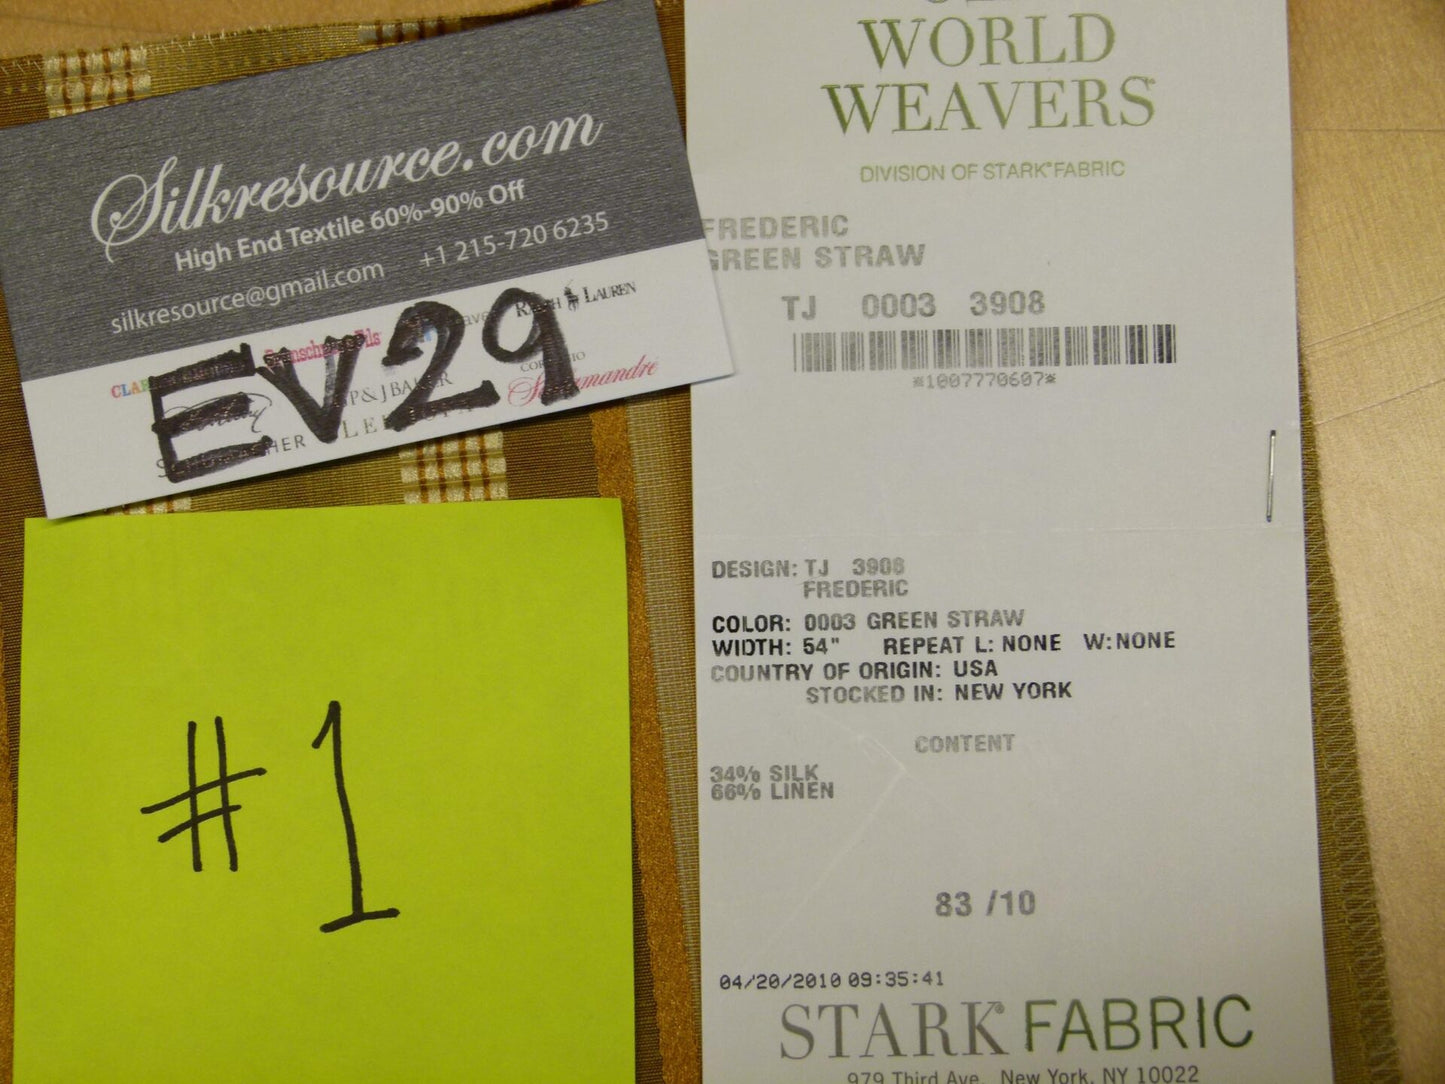 Silkresource.com
High End Textile 60%-90% Off
silkresource@gmail.com +1 215-720 6235
RALPH LAUREN
EV29
#1
WORLD
WEAVERS
DIVISION OF STARK FABRIC
FREDERIC
GREEN STRAW
TJ 0003 3908
*1007770607*
DESIGN: TJ 3908
FREDERIC
COLOR: 0003 GREEN STRAW
WIDTH: 54" REPEAT L: NONE W:NONE
COUNTRY OF ORIGIN: USA
STOCKED IN: NEW YORK
CONTENT
34% SILK
66% LINEN
83 /10
04/20/2010 09:35:41
STARK FABRIC
979 Third Ave. New York, NY 10022